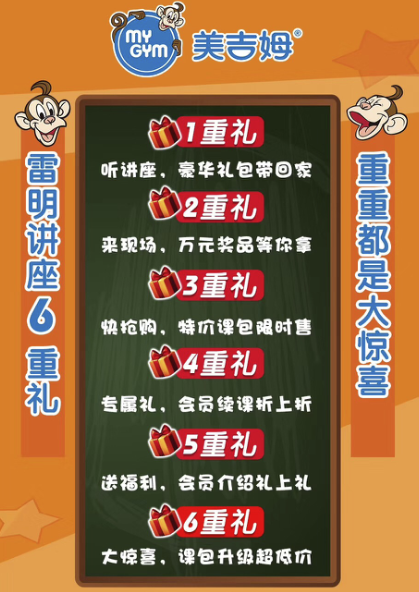 MY GYM
美吉姆®
雷明讲座6重礼
重重都是大惊喜
1重礼
听讲座，豪华礼包带回家
2重礼
来现场，万元奖品等你拿
3重礼
快抢购，特价课包限时售
4重礼
专属礼，会员续课折上折
5重礼
送福利，会员介绍礼上礼
6重礼
大惊喜，课包升级超低价